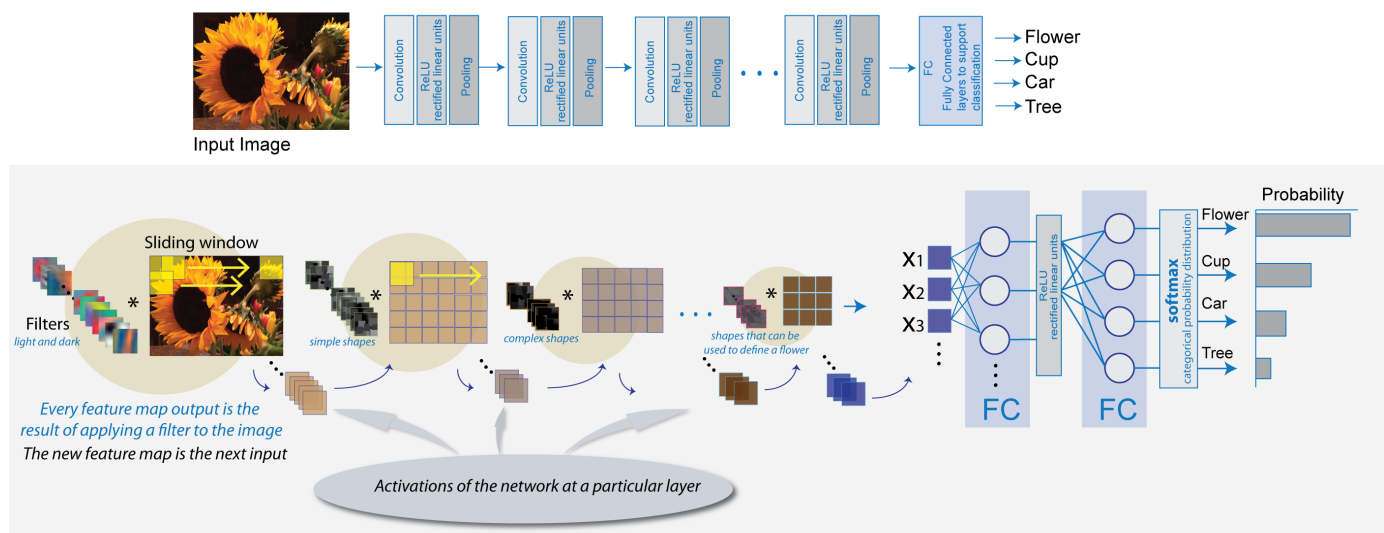 Input Image
Convolution
ReLU
rectified linear units
Pooling
Convolution
ReLU
rectified linear units
Pooling
Convolution
ReLU
rectified linear units
Pooling
Convolution
ReLU
rectified linear units
Pooling
FC
Fully Connected
layers to support
classification
Flower
Cup
Car
Tree
Sliding window
*
Filters
light and dark
*
simple shapes
*
complex shapes
*
shapes that can be
used to define a flower
Every feature map output is the
result of applying a filter to the image
The new feature map is the next input
Activations of the network at a particular layer
X1
X2
X3
FC
ReLU
rectified linear units
FC
softmax
categorical probability distribution
Probability
Flower
Cup
Car
Tree